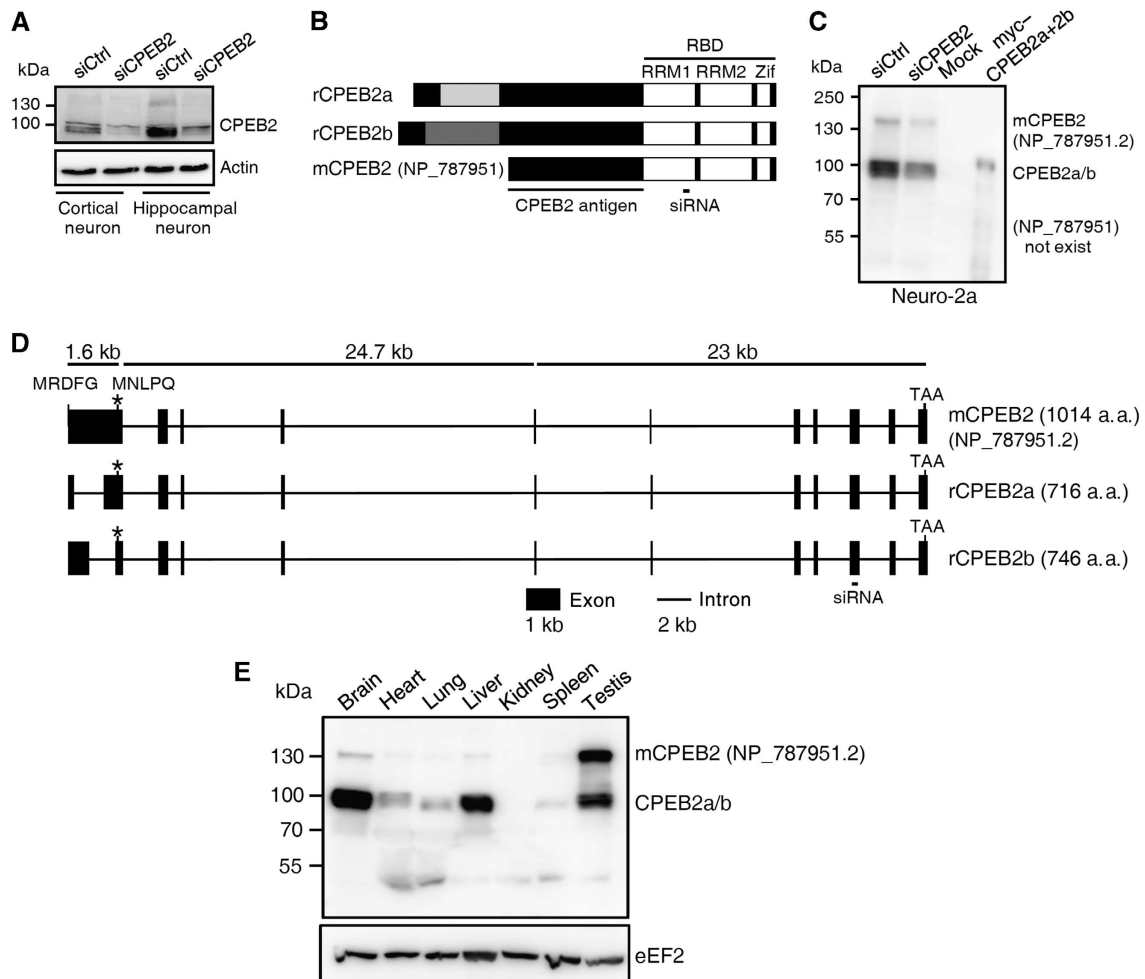 A
kDa
siCtrl
siCPEB2
siCtrl
siCPEB2
130
100
CPEB2
Actin
Cortical
neuron
Hippocampal
neuron
B
RBD
RRM1 RRM2 Zif
rCPEB2a
rCPEB2b
mCPEB2 (NP_787951)
CPEB2 antigen
siRNA
C
kDa
siCtrl
siCPEB2
Mock
myc–
CPEB2a+2b
250
130
100
70
55
mCPEB2
(NP_787951.2)
CPEB2a/b
(NP_787951)
not exist
Neuro-2a
D
1.6 kb
24.7 kb
23 kb
MRDFG
MNLPQ
*
TAA
mCPEB2 (1014 a.a.)
(NP_787951.2)
*
TAA
rCPEB2a (716 a.a.)
*
TAA
rCPEB2b (746 a.a.)
siRNA
Exon
Intron
1 kb
2 kb
E
kDa
Brain
Heart
Lung
Liver
Kidney
Spleen
Testis
130
100
70
55
mCPEB2 (NP_787951.2)
CPEB2a/b
eEF2